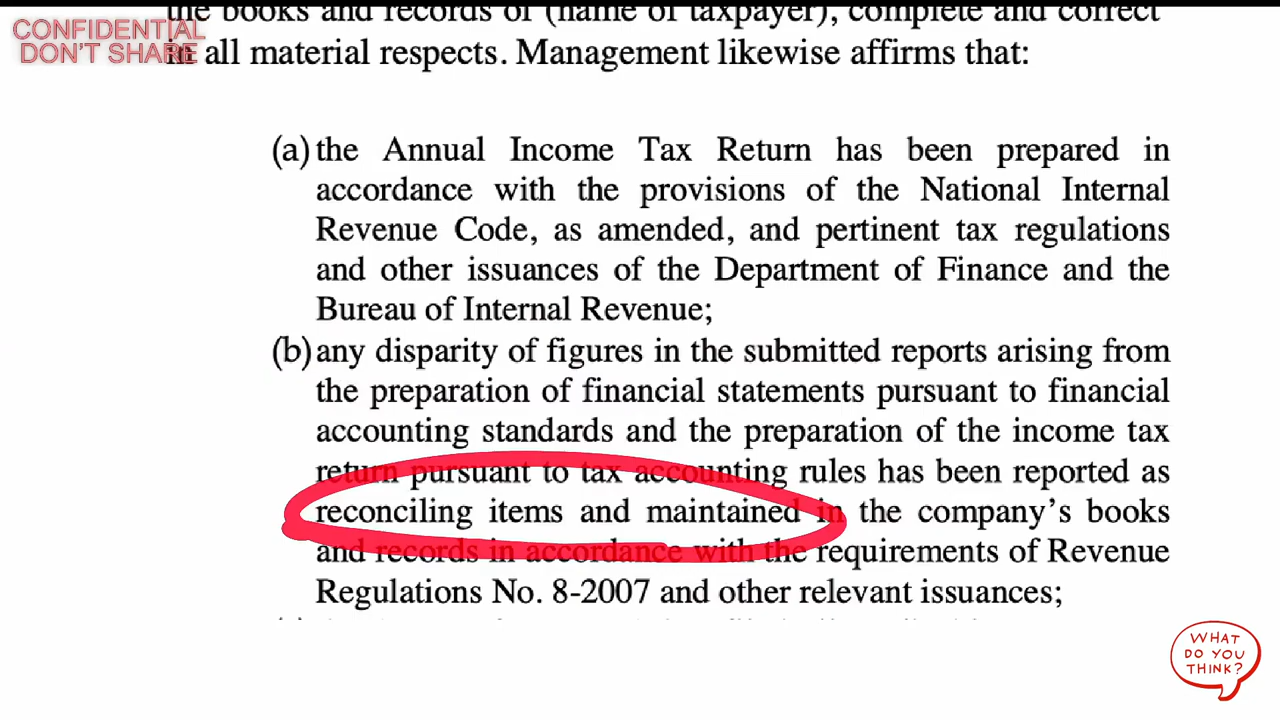 the books and records of (name of taxpayer), complete and correct
CONFIDENTIAL
DON'T SHARE
in all material respects. Management likewise affirms that:
(a) the Annual Income Tax Return has been prepared in
accordance with the provisions of the National Internal
Revenue Code, as amended, and pertinent tax regulations
and other issuances of the Department of Finance and the
Bureau of Internal Revenue;
(b) any disparity of figures in the submitted reports arising from
the preparation of financial statements pursuant to financial
accounting standards and the preparation of the income tax
return pursuant to tax accounting rules has been reported as
reconciling items and maintained in the company's books
and records in accordance with the requirements of Revenue
Regulations No. 8-2007 and other relevant issuances;
WHAT
DO YOU
THINK?